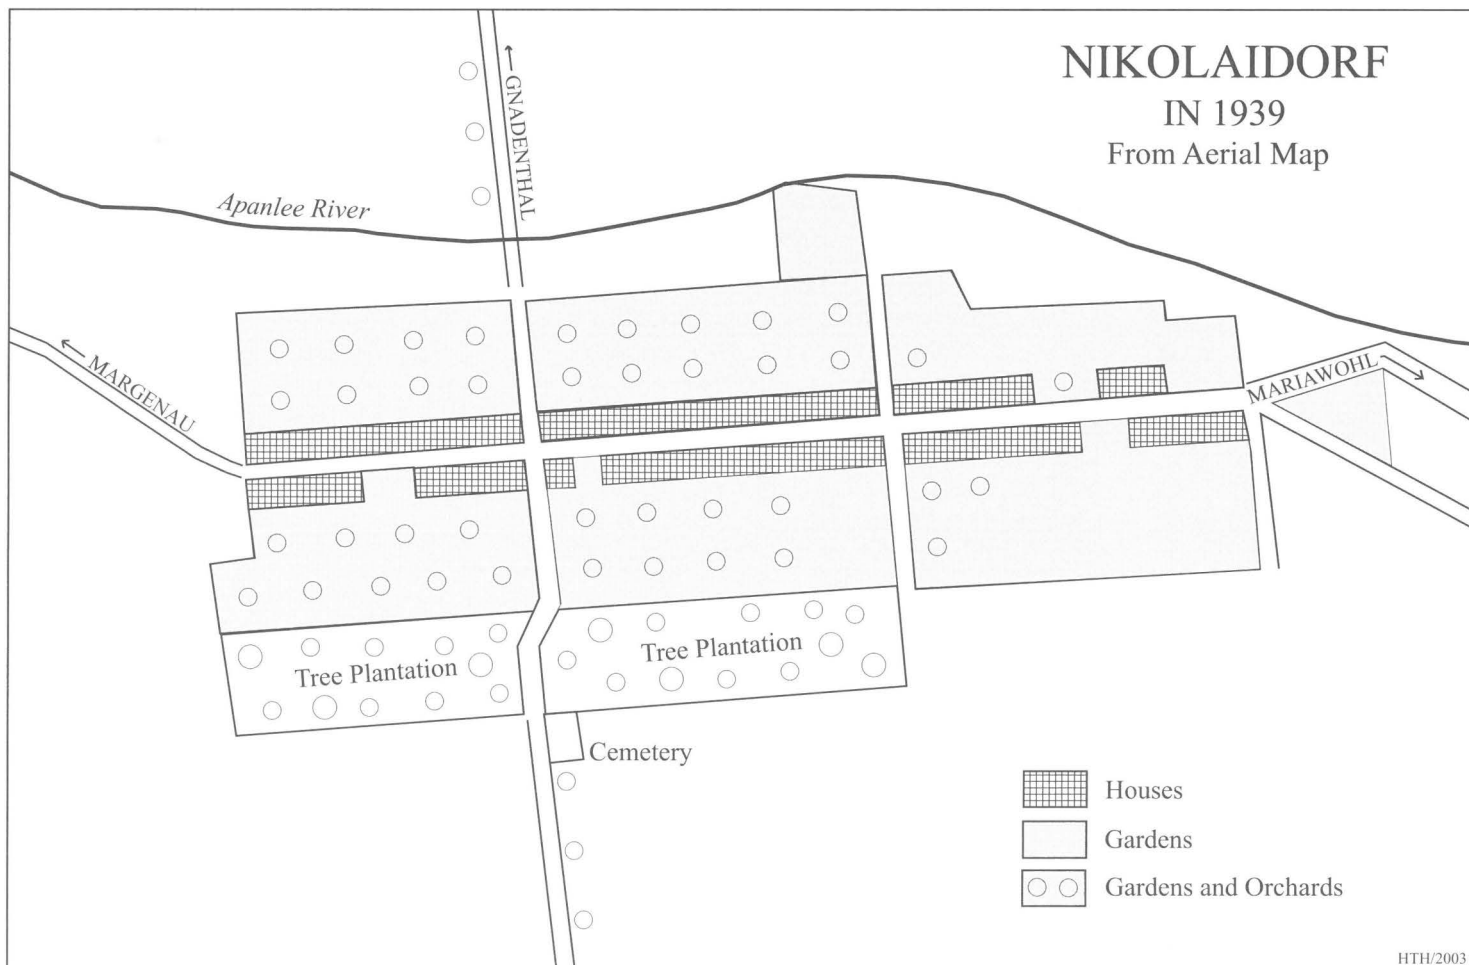 NIKOLAIDORF
IN 1939
From Aerial Map
GNADENTHAL
Apanlee River
MARGENAU
MARIAWOHL
Tree Plantation
Tree Plantation
Cemetery
Houses
Gardens
Gardens and Orchards
HTH/2003